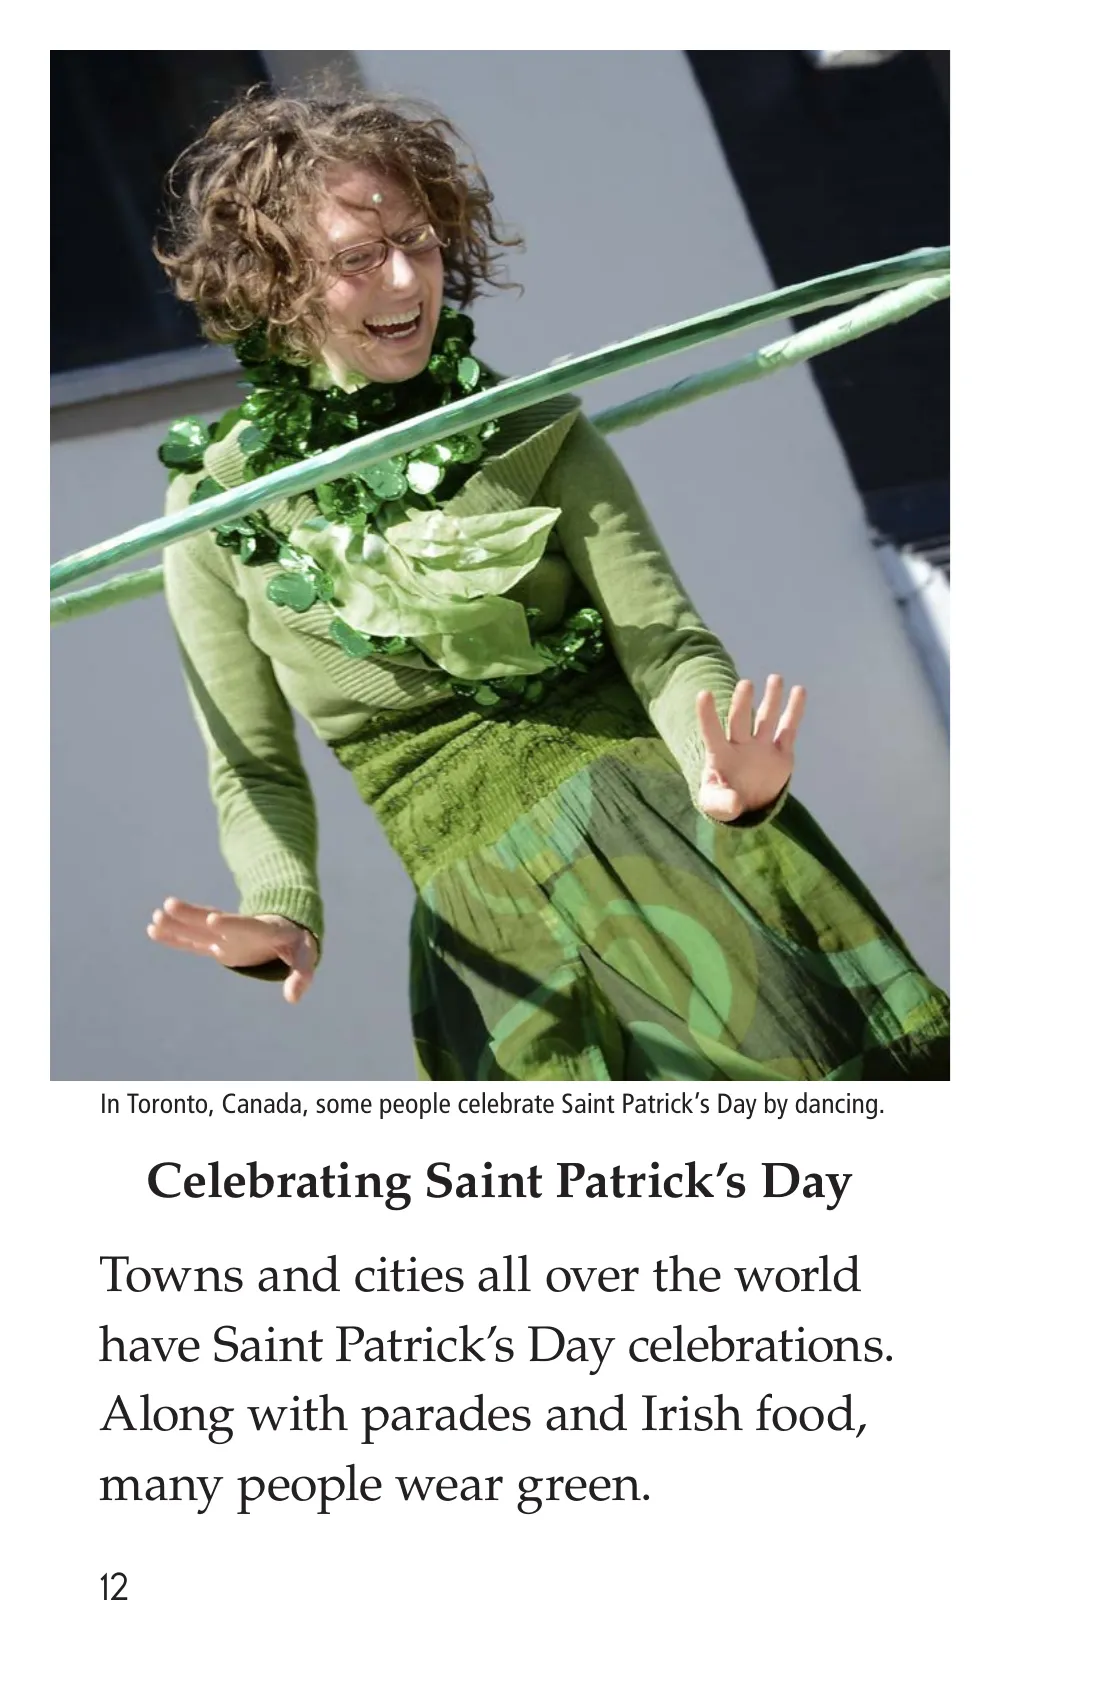 In Toronto, Canada, some people celebrate Saint Patrick’s Day by dancing.
Celebrating Saint Patrick’s Day
Towns and cities all over the world
have Saint Patrick’s Day celebrations.
Along with parades and Irish food,
many people wear green.
12